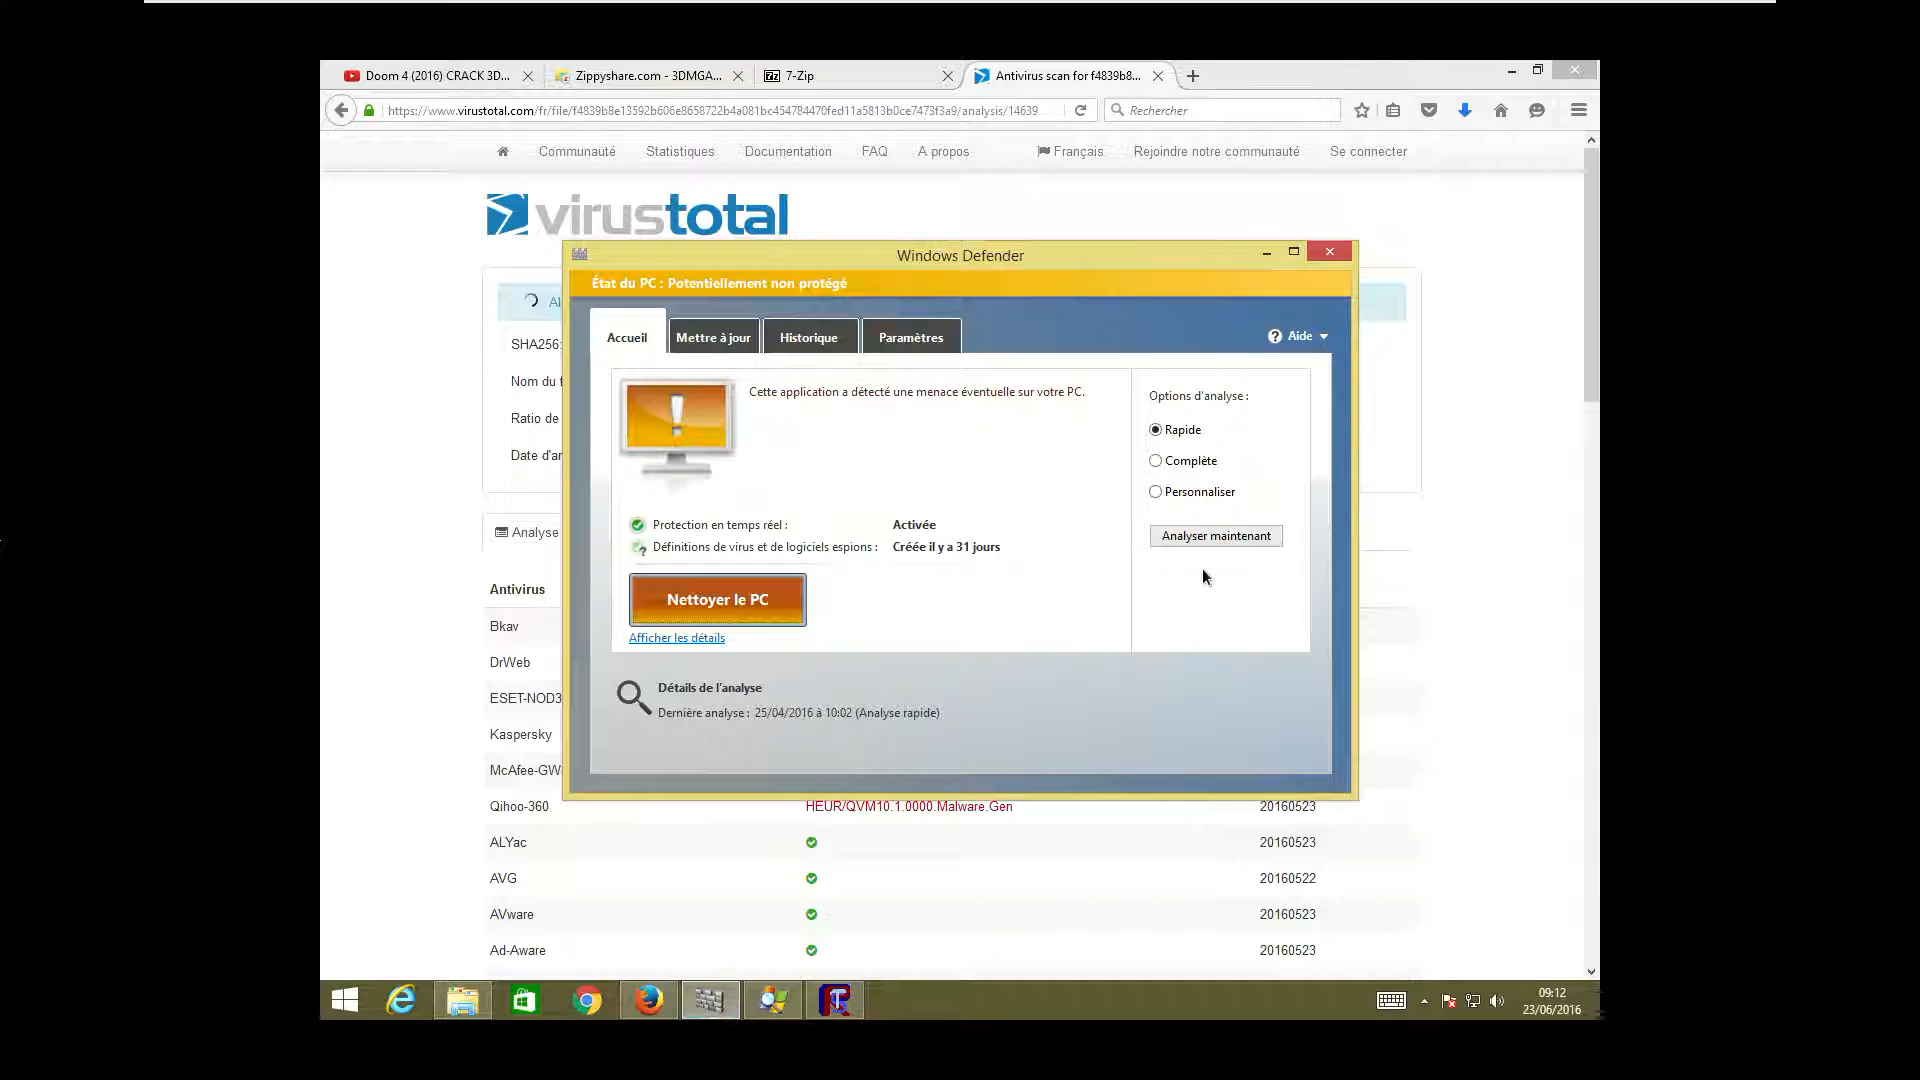 Doom 4 (2016) CRACK 3D...
Zippyshare.com - 3DMGA...
7-Zip
Antivirus scan for f4839b8...
https://www.virustotal.com/fr/file/f4839b8e13592b606e8658722b4a081bc454784470fed11a5813b0ce7473f3a9/analysis/14639
Rechercher
Communauté Statistiques Documentation FAQ A propos Français Rejoindre notre communauté Se connecter
virustotal
Windows Defender
État du PC : Potentiellement non protégé
Accueil Mettre à jour Historique Paramètres Aide
SHA256:
Nom du f
Ratio de
Date d'ar
Cette application a détecté une menace éventuelle sur votre PC.
Options d'analyse :
Rapide
Complète
Personnaliser
Analyser maintenant
Protection en temps réel : Activée
Définitions de virus et de logiciels espions : Créée il y a 31 jours
Nettoyer le PC
Afficher les détails
Détails de l'analyse
Dernière analyse : 25/04/2016 à 10:02 (Analyse rapide)
Analyse
Antivirus
Bkav
DrWeb
ESET-NOD3
Kaspersky
McAfee-GW
Qihoo-360 HEUR/QVM10.1.0000.Malware.Gen 20160523
ALYac 20160523
AVG 20160522
AVware 20160523
Ad-Aware 20160523
09:12
23/06/2016